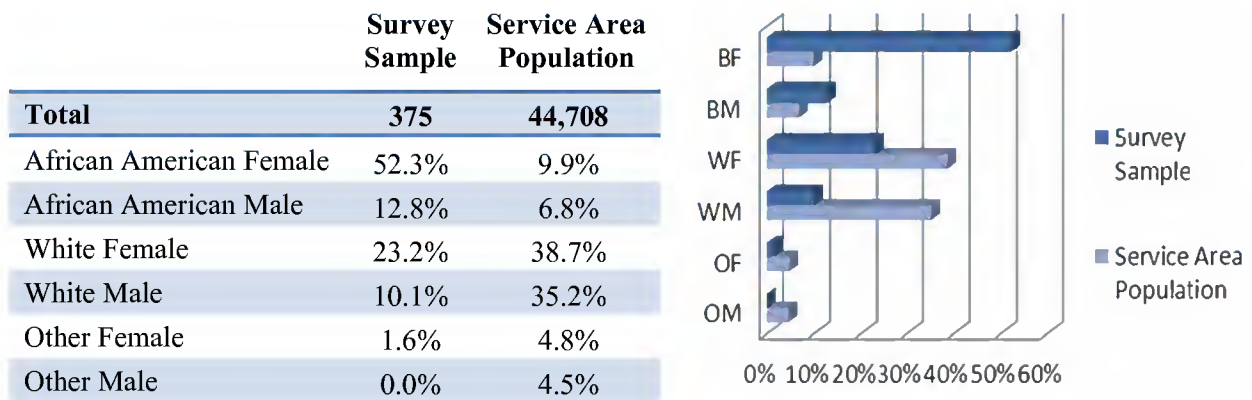 Survey Sample Service Area Population
Total 375 44,708
African American Female 52.3% 9.9%
African American Male 12.8% 6.8%
White Female 23.2% 38.7%
White Male 10.1% 35.2%
Other Female 1.6% 4.8%
Other Male 0.0% 4.5%
BF
BM
WF
WM
OF
OM
0% 10% 20% 30% 40% 50% 60%
Survey
Sample
Service Area
Population